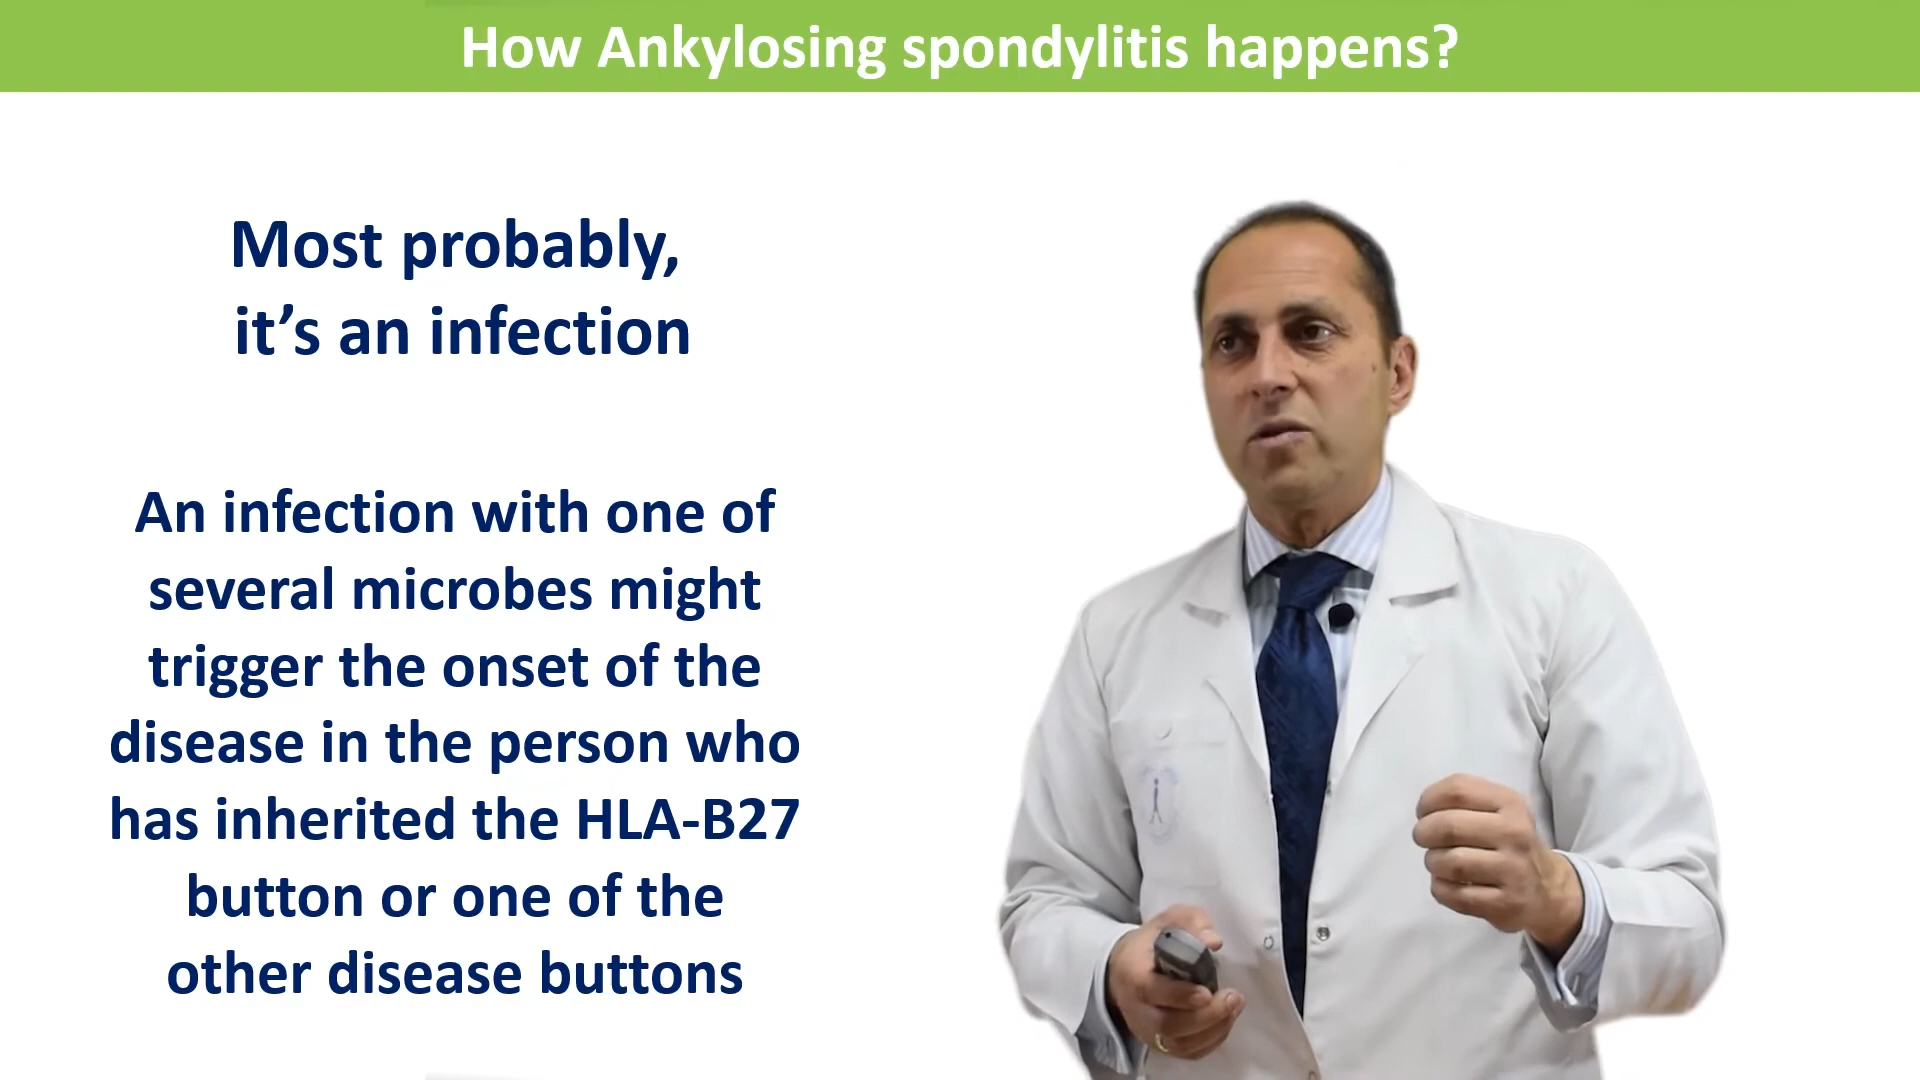 How Ankylosing spondylitis happens?
Most probably,
it’s an infection
An infection with one of
several microbes might
trigger the onset of the
disease in the person who
has inherited the HLA-B27
button or one of the
other disease buttons